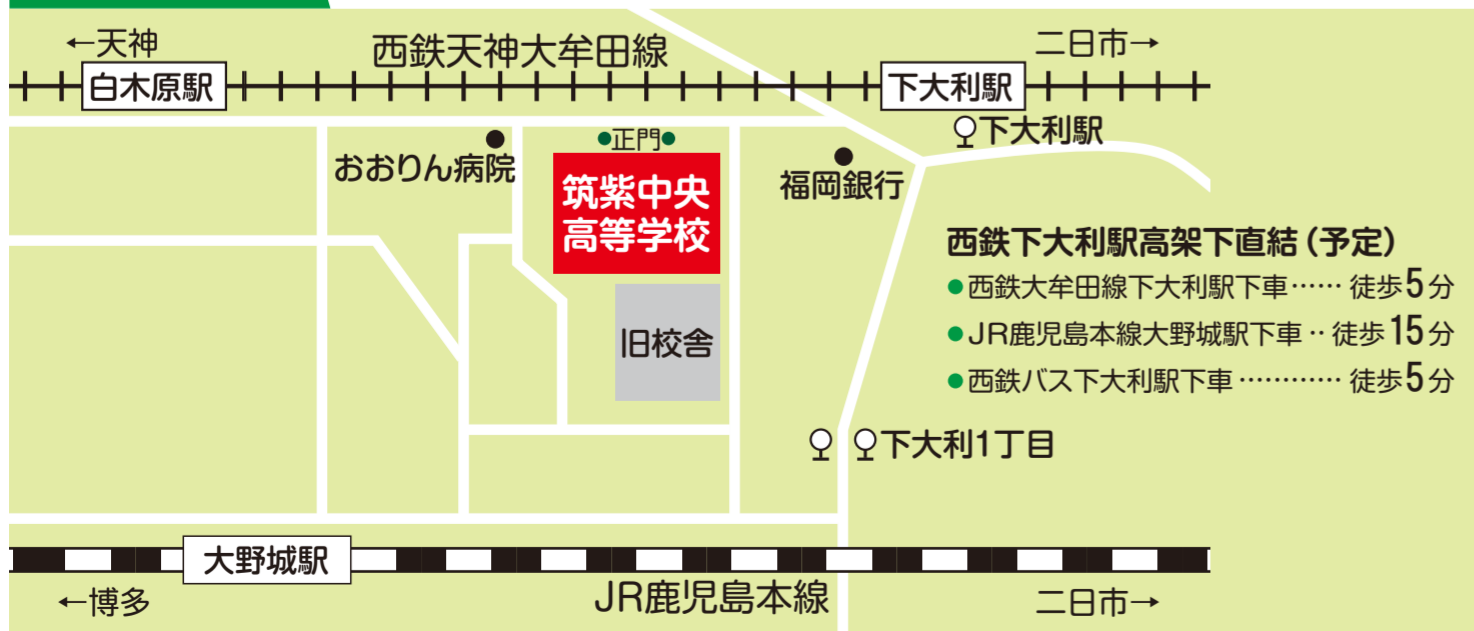 ←天神
西鉄天神大牟田線
二日市→
白木原駅
下大利駅
下大利駅
●正門●
おおりん病院
福岡銀行
筑紫中央
高等学校
西鉄下大利駅高架下直結（予定）
●西鉄大牟田線下大利駅下車…… 徒歩5分
●JR鹿児島本線大野城駅下車‥徒歩15分
●西鉄バス下大利駅下車………… 徒歩5分
旧校舎
下大利1丁目
大野城駅
←博多
JR鹿児島本線
二日市→